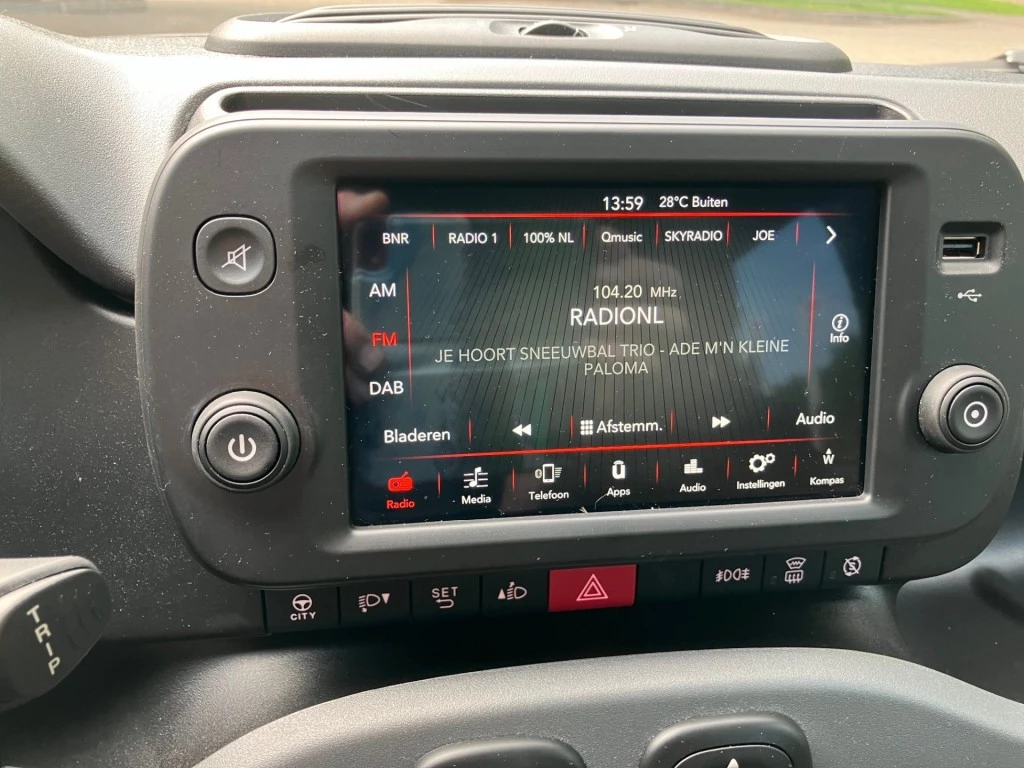 13:59 28°C Buiten
BNR RADIO 1 100% NL Qmusic SKYRADIO JOE
AM
104.20 MHz
RADIONL
FM
Info
JE HOORT SNEEUWBAL TRIO - ADE M'N KLEINE
PALOMA
DAB
Bladeren Afstemm. Audio
Radio Media Telefoon Apps Audio Instellingen W Kompas
CITY SET
TRIP